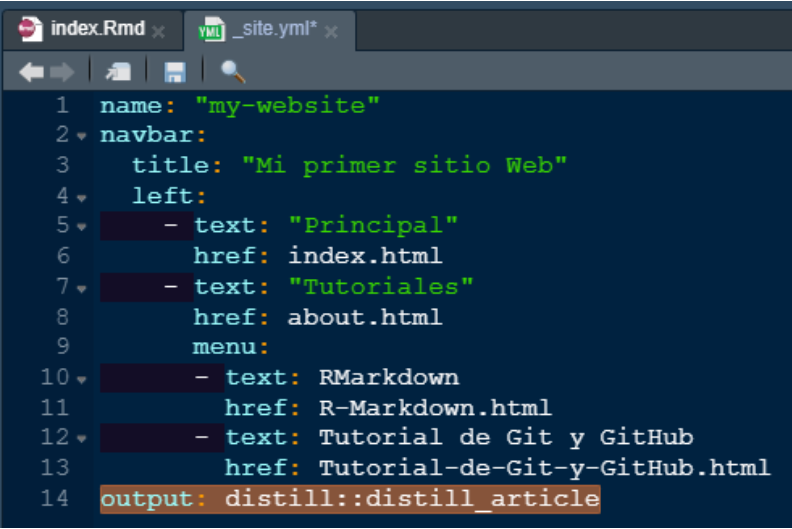 index.Rmd
YML _site.yml*
1 name: "my-website"
2 navbar:
3   title: "Mi primer sitio Web"
4   left:
5     - text: "Principal"
6       href: index.html
7     - text: "Tutoriales"
8       href: about.html
9       menu:
10       - text: RMarkdown
11         href: R-Markdown.html
12       - text: Tutorial de Git y GitHub
13         href: Tutorial-de-Git-y-GitHub.html
14 output: distill::distill_article